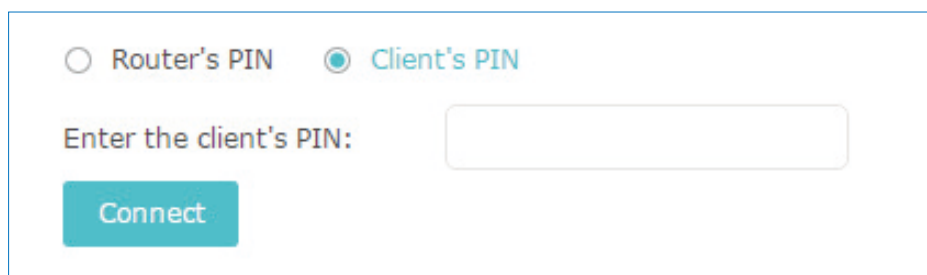 Router's PIN Client's PIN
Enter the client's PIN:
Connect